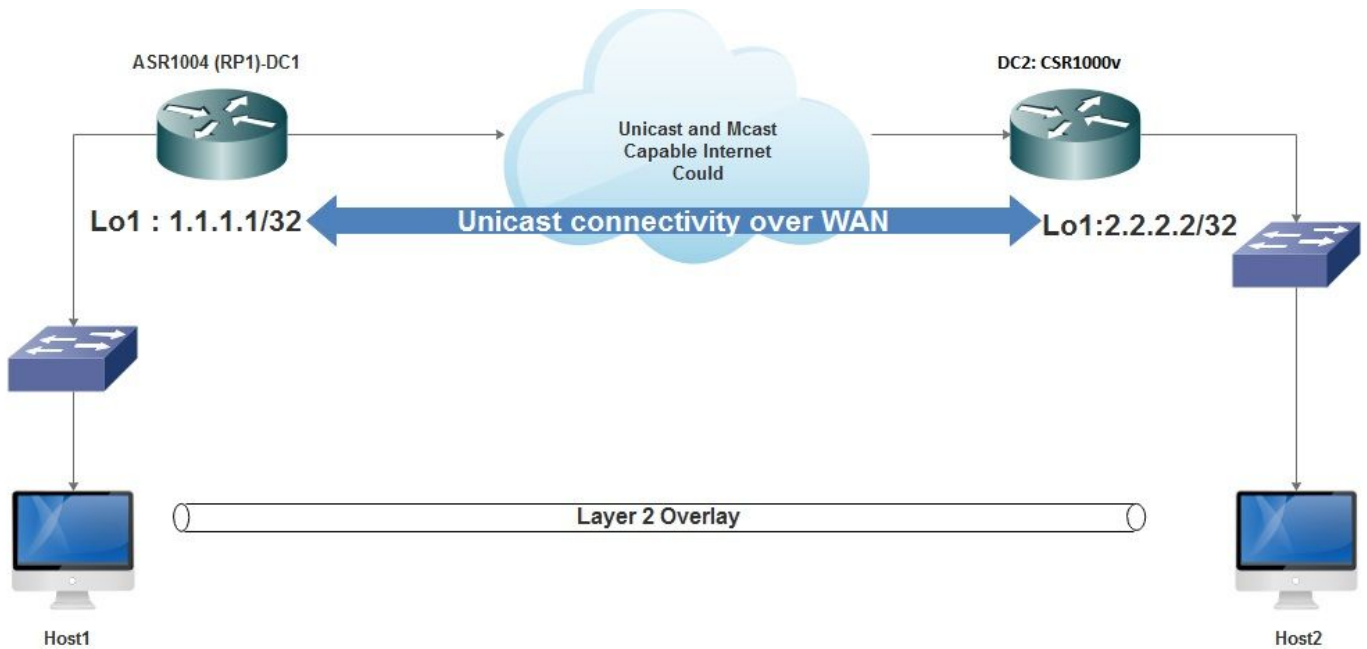 ASR1004 (RP1)-DC1
DC2: CSR1000v
Unicast and Mcast
Capable Internet
Could
Lo1 : 1.1.1.1/32
Unicast connectivity over WAN
Lo1:2.2.2.2/32
Layer 2 Overlay
Host1
Host2